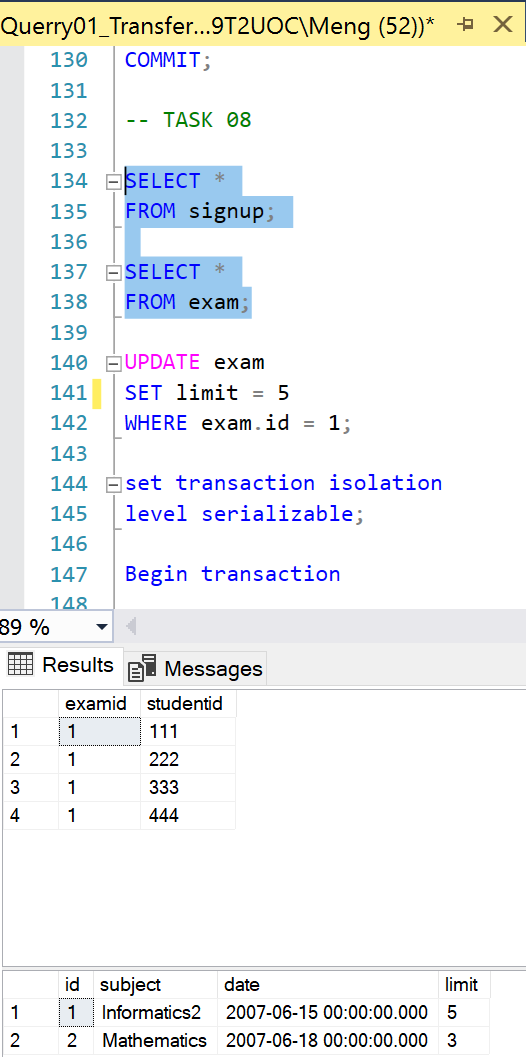 Querry01_Transfer...9T2UOC\Meng (52))*
130 COMMIT;
131
132 -- TASK 08
133
134 SELECT *
135 FROM signup;
136
137 SELECT *
138 FROM exam;
139
140 UPDATE exam
141 SET limit = 5
142 WHERE exam.id = 1;
143
144 set transaction isolation
145 level serializable;
146
147 Begin transaction
148
89 %
Results Messages
examid studentid
1 1 111
2 1 222
3 1 333
4 1 444
id subject date limit
1 1 Informatics2 2007-06-15 00:00:00.000 5
2 2 Mathematics 2007-06-18 00:00:00.000 3